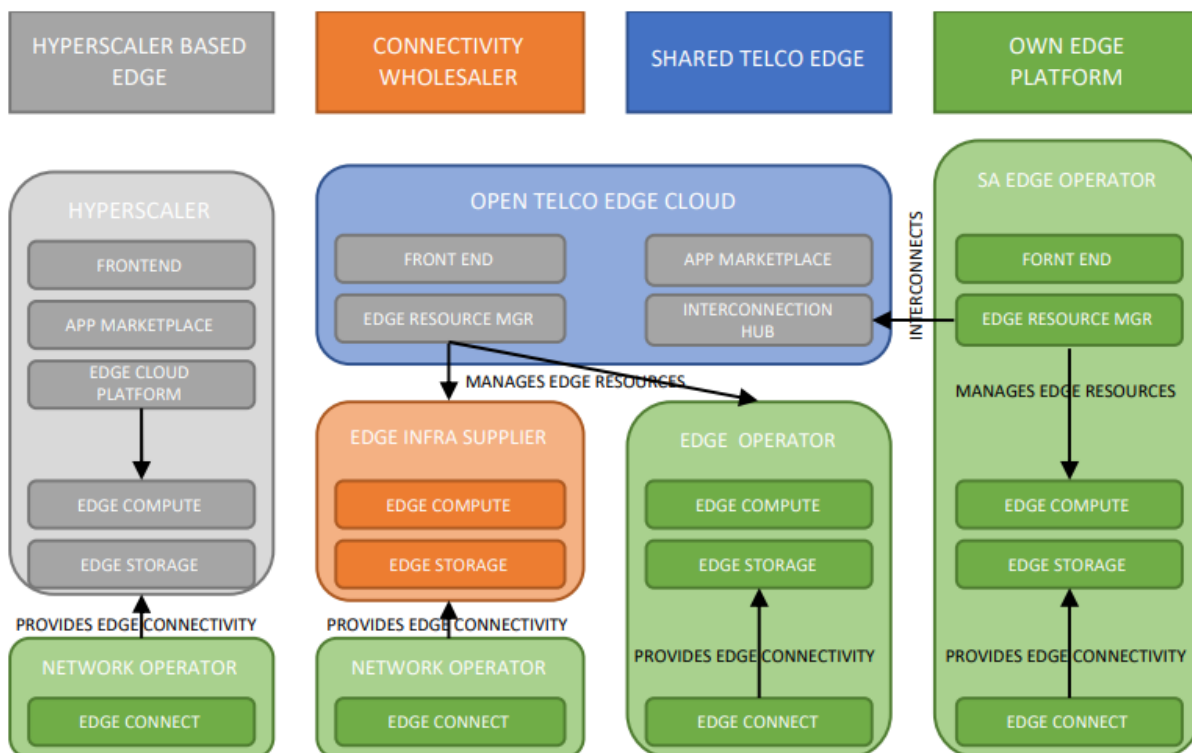 HYPERSCALER BASED
EDGE
CONNECTIVITY
WHOLESALER
SHARED TELCO EDGE
OWN EDGE
PLATFORM
HYPERSCALER
FRONTEND
APP MARKETPLACE
EDGE CLOUD
PLATFORM
EDGE COMPUTE
EDGE STORAGE
PROVIDES EDGE CONNECTIVITY
NETWORK OPERATOR
EDGE CONNECT
OPEN TELCO EDGE CLOUD
FRONT END
EDGE RESOURCE MGR
APP MARKETPLACE
INTERCONNECTION
HUB
MANAGES EDGE RESOURCES
EDGE INFRA SUPPLIER
EDGE COMPUTE
EDGE STORAGE
PROVIDES EDGE CONNECTIVITY
NETWORK OPERATOR
EDGE CONNECT
EDGE OPERATOR
EDGE COMPUTE
EDGE STORAGE
PROVIDES EDGE CONNECTIVITY
EDGE CONNECT
INTERCONNECTS
SA EDGE OPERATOR
FORNT END
EDGE RESOURCE MGR
MANAGES EDGE RESOURCES
EDGE COMPUTE
EDGE STORAGE
PROVIDES EDGE CONNECTIVITY
EDGE CONNECT